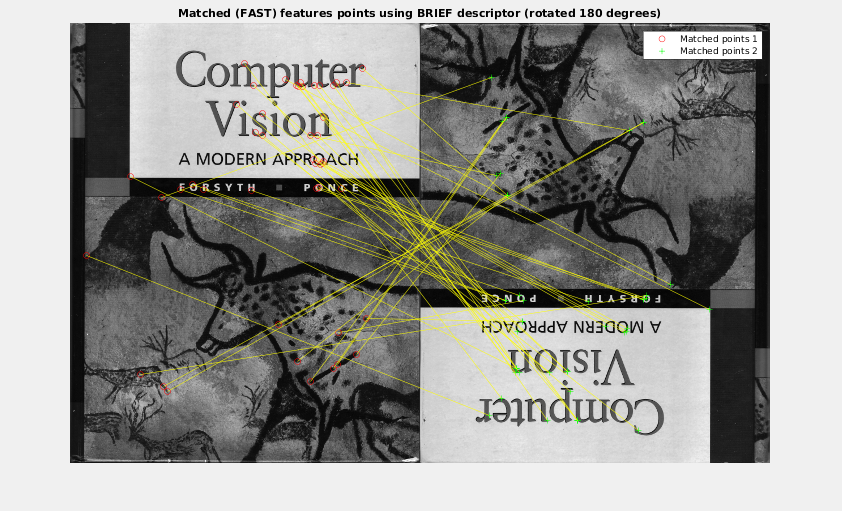 Matched (FAST) features points using BRIEF descriptor (rotated 180 degrees)
Matched points 1
Matched points 2
Computer
Vision
A MODERN APPROACH
FORSYTH PONCE
FORSYTH PONCE
A MODERN APPROACH
Vision
Computer